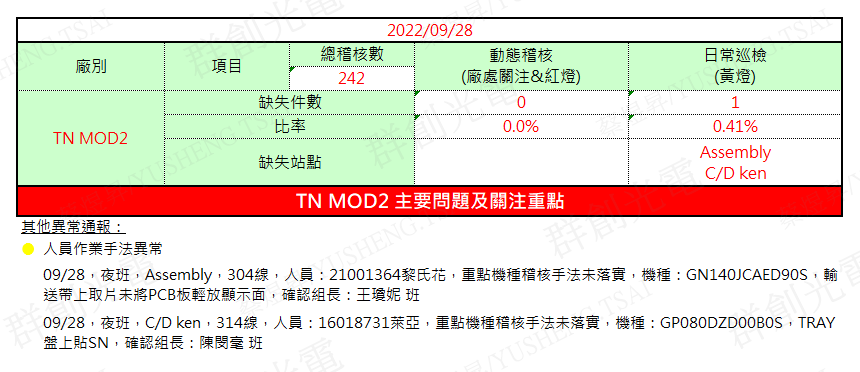 2022/09/28
廠別 項目 總稽核數 動態稽核 日常巡檢
242 (廠處關注&紅燈) (黃燈)
TN MOD2 缺失件數 0 1
比率 0.0% 0.41%
缺失站點 Assembly
C/D ken
TN MOD2 主要問題及關注重點
其他異常通報：
人員作業手法異常
09/28，夜班，Assembly，304線，人員：21001364黎氏花，重點機種稽核手法未落實，機種：GN140JCAED90S，輸
送帶上取片未將PCB板輕放顯示面，確認組長：王瓊妮 班
09/28，夜班，C/D ken，314線，人員：16018731萊亞，重點機種稽核手法未落實，機種：GP080DZD00B0S，TRAY
盤上貼SN，確認組長：陳閔毫 班
群創光電